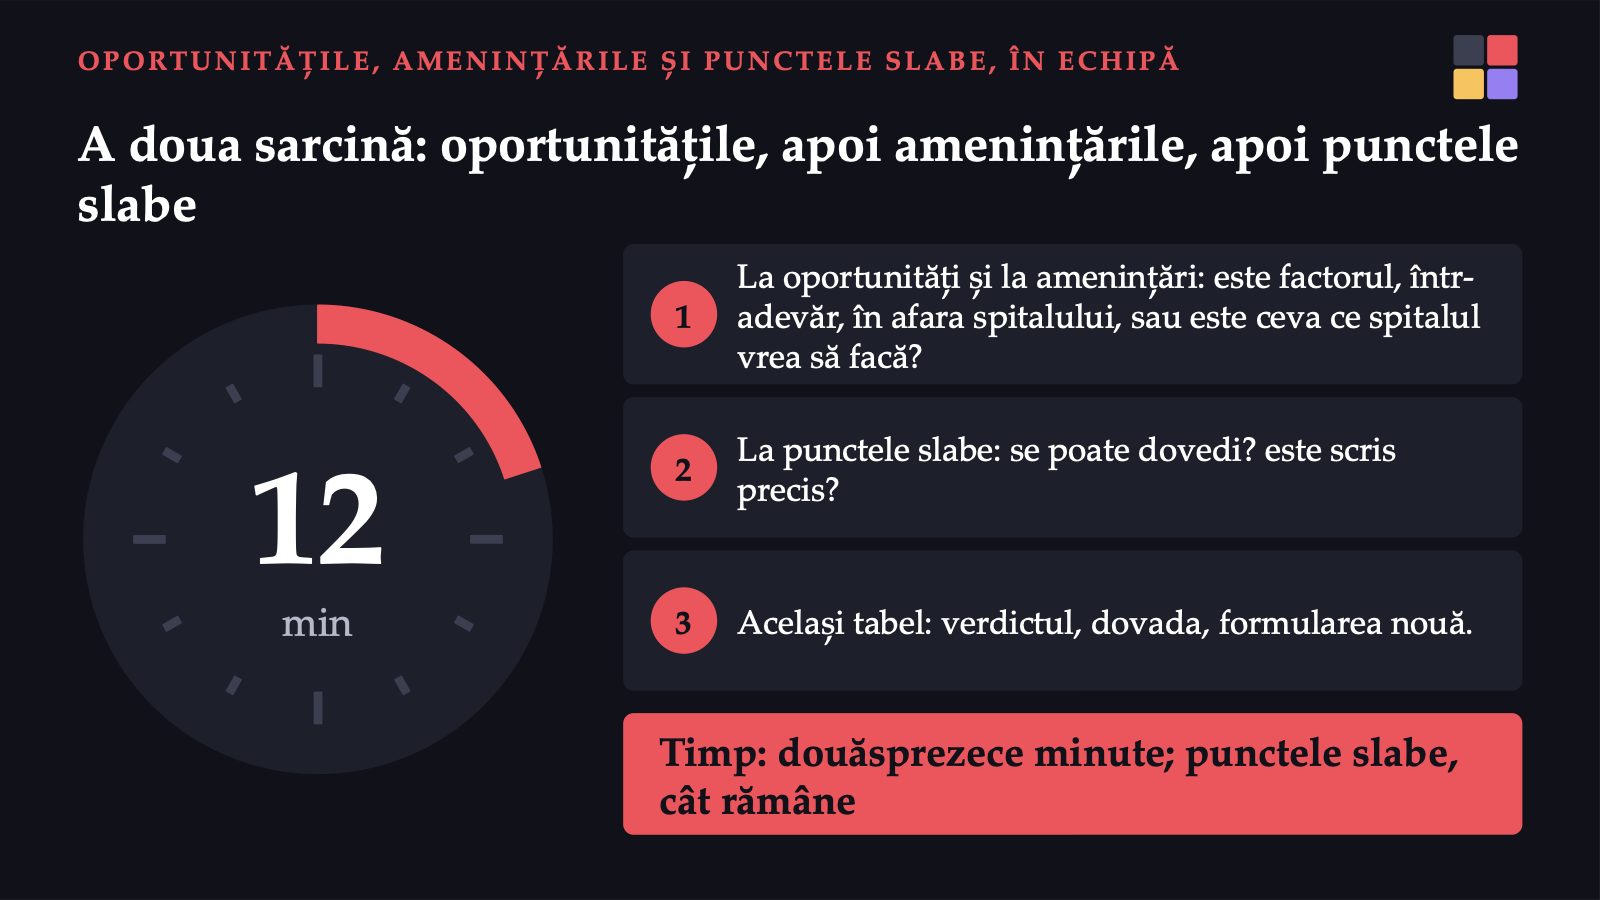 OPORTUNITĂȚILE, AMENINȚĂRILE ȘI PUNCTELE SLABE, ÎN ECHIPĂ
A doua sarcină: oportunitățile, apoi amenințările, apoi punctele
slabe
12
min
1
La oportunități și la amenințări: este factorul, într-
adevăr, în afara spitalului, sau este ceva ce spitalul
vrea să facă?
2
La punctele slabe: se poate dovedi? este scris
precis?
3
Același tabel: verdictul, dovada, formularea nouă.
Timp: douăsprezece minute; punctele slabe,
cât rămâne